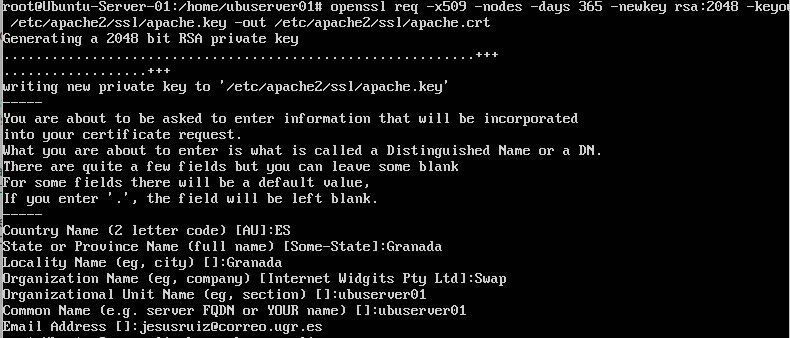 root@Ubuntu-Server-01:/home/ubuserver01# openssl req -x509 -nodes -days 365 -newkey rsa:2048 -keyou
/etc/apache2/ssl/apache.key -out /etc/apache2/ssl/apache.crt
Generating a 2048 bit RSA private key
...........................................................+++
..................+++
writing new private key to '/etc/apache2/ssl/apache.key'
-----
You are about to be asked to enter information that will be incorporated
into your certificate request.
What you are about to enter is what is called a Distinguished Name or a DN.
There are quite a few fields but you can leave some blank
For some fields there will be a default value,
If you enter '.', the field will be left blank.
-----
Country Name (2 letter code) [AU]:ES
State or Province Name (full name) [Some-State]:Granada
Locality Name (eg, city) []:Granada
Organization Name (eg, company) [Internet Widgits Pty Ltd]:Swap
Organizational Unit Name (eg, section) []:ubuserver01
Common Name (e.g. server FQDN or YOUR name) []:ubuserver01
Email Address []:jesusruiz@correo.ugr.es